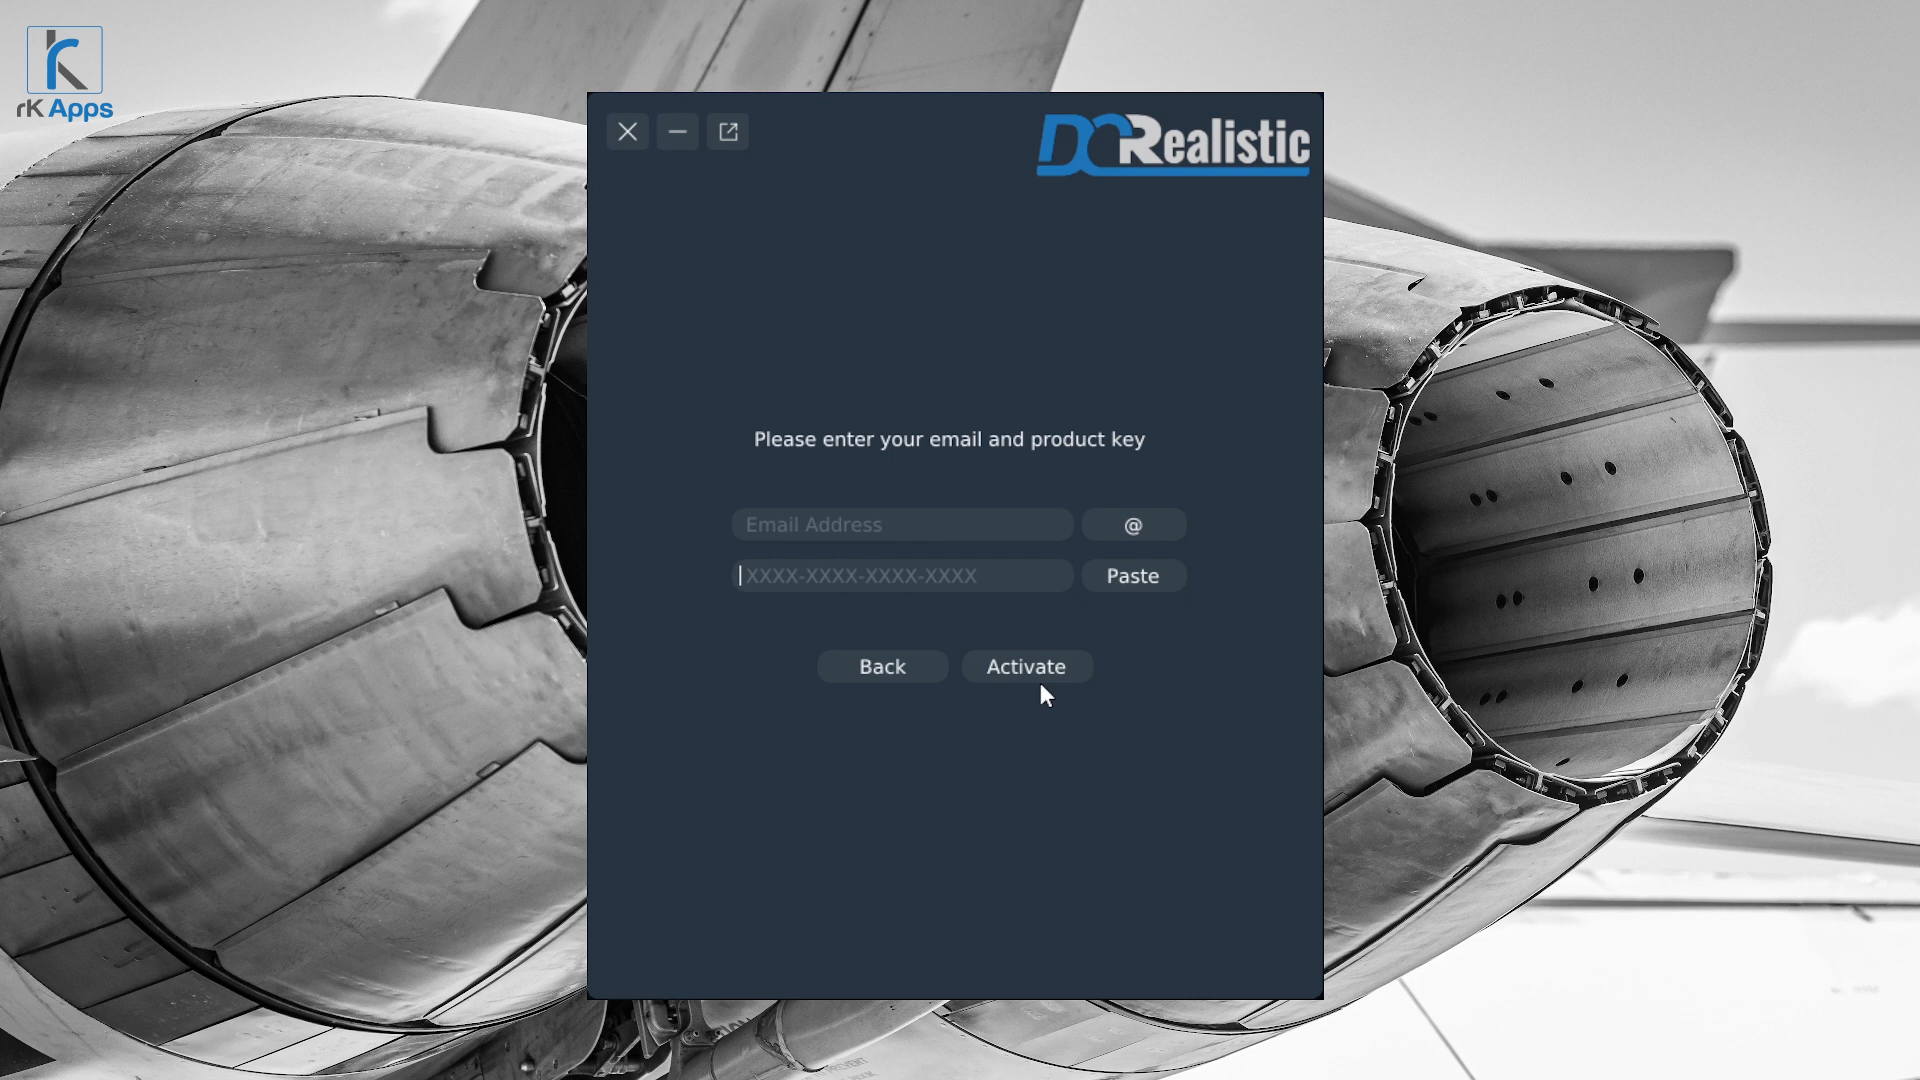 rK Apps
DCRealistic
Please enter your email and product key
Email Address
@
XXXX-XXXX-XXXX-XXXX
Paste
Back
Activate